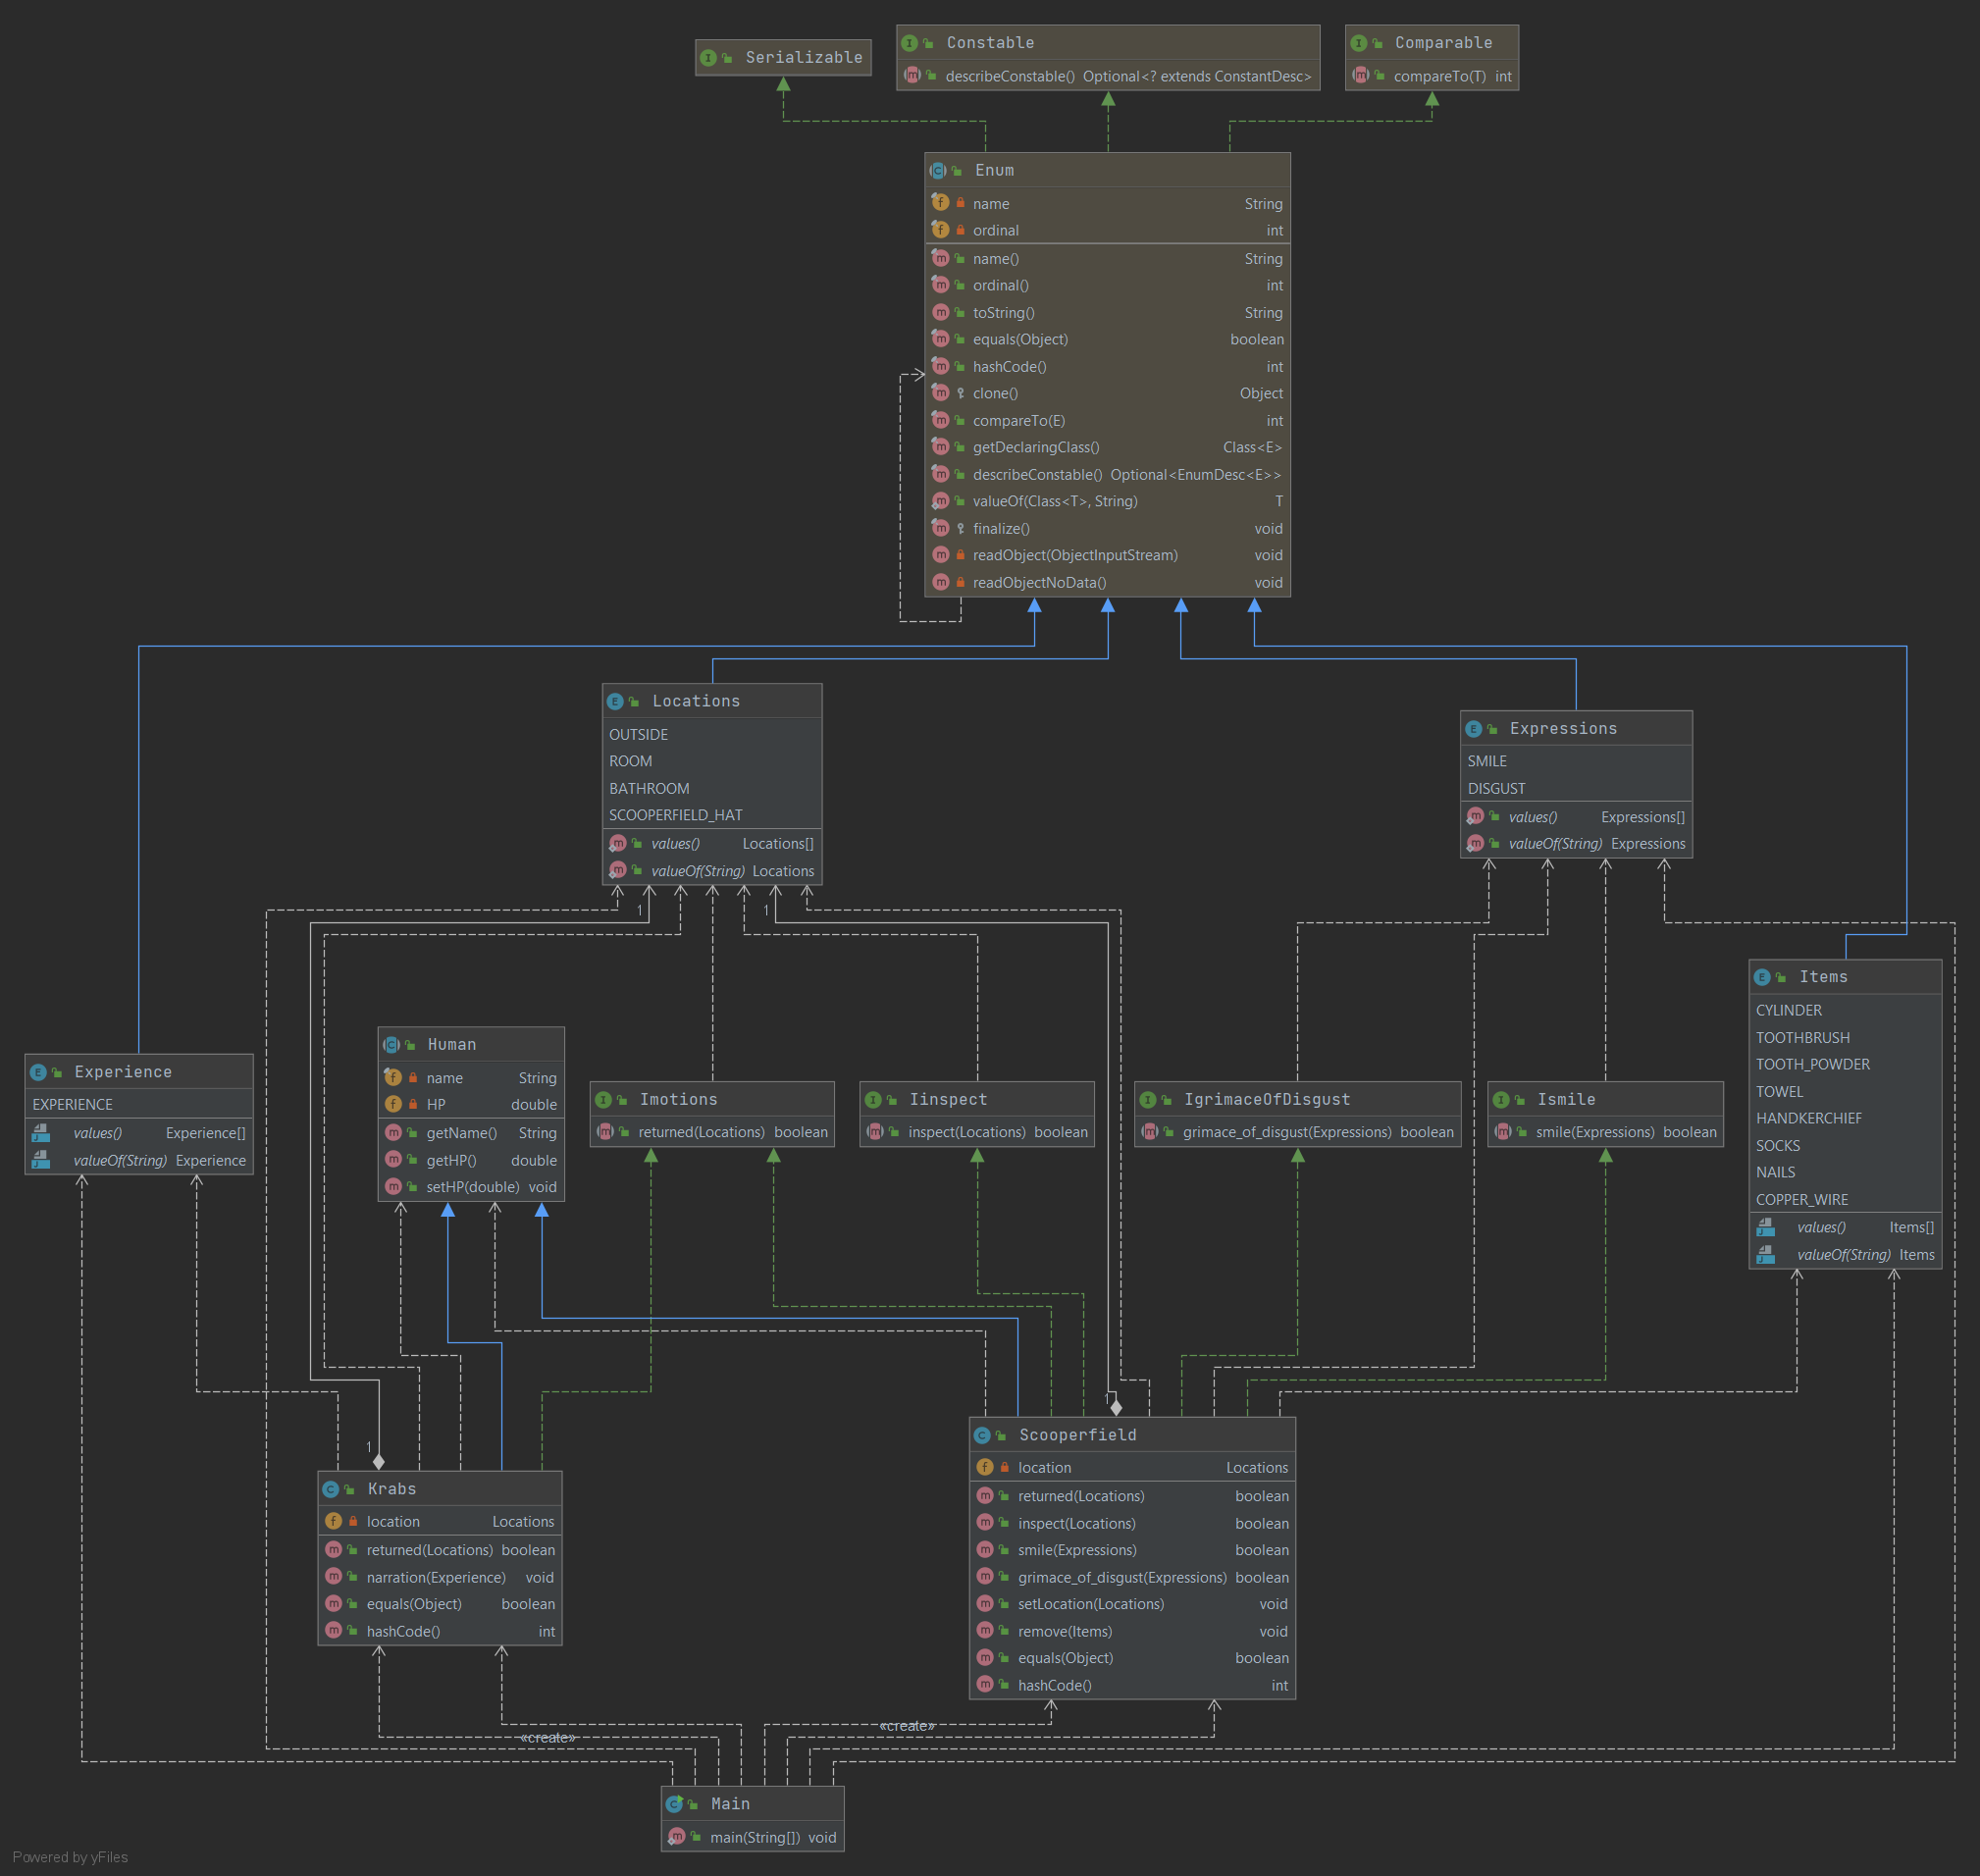 Serializable
Constable
describeConstable() Optional<? extends ConstantDesc>
Comparable
compareTo(T) int
Enum
name String
ordinal int
name() String
ordinal() int
toString() String
equals(Object) boolean
hashCode() int
clone() Object
compareTo(E) int
getDeclaringClass() Class<E>
describeConstable() Optional<EnumDesc<E>>
valueOf(Class<T>, String) T
finalize() void
readObject(ObjectInputStream) void
readObjectNoData() void
Locations
OUTSIDE
ROOM
BATHROOM
SCOOPERFIELD_HAT
values() Locations[]
valueOf(String) Locations
Expressions
SMILE
DISGUST
values() Expressions[]
valueOf(String) Expressions
1
1
Items
CYLINDER
TOOTHBRUSH
TOOTH_POWDER
TOWEL
HANDKERCHIEF
SOCKS
NAILS
COPPER_WIRE
values() Items[]
valueOf(String) Items
Experience
EXPERIENCE
values() Experience[]
valueOf(String) Experience
Human
name String
HP double
getName() String
getHP() double
setHP(double) void
Imotions
returned(Locations) boolean
Iinspect
inspect(Locations) boolean
IgrimaceOfDisgust
grimace_of_disgust(Expressions) boolean
Ismile
smile(Expressions) boolean
1
1
Krabs
location Locations
returned(Locations) boolean
narration(Experience) void
equals(Object) boolean
hashCode() int
Scooperfield
location Locations
returned(Locations) boolean
inspect(Locations) boolean
smile(Expressions) boolean
grimace_of_disgust(Expressions) boolean
setLocation(Locations) void
remove(Items) void
equals(Object) boolean
hashCode() int
«create»
«create»
Main
main(String[]) void
Powered by yFiles